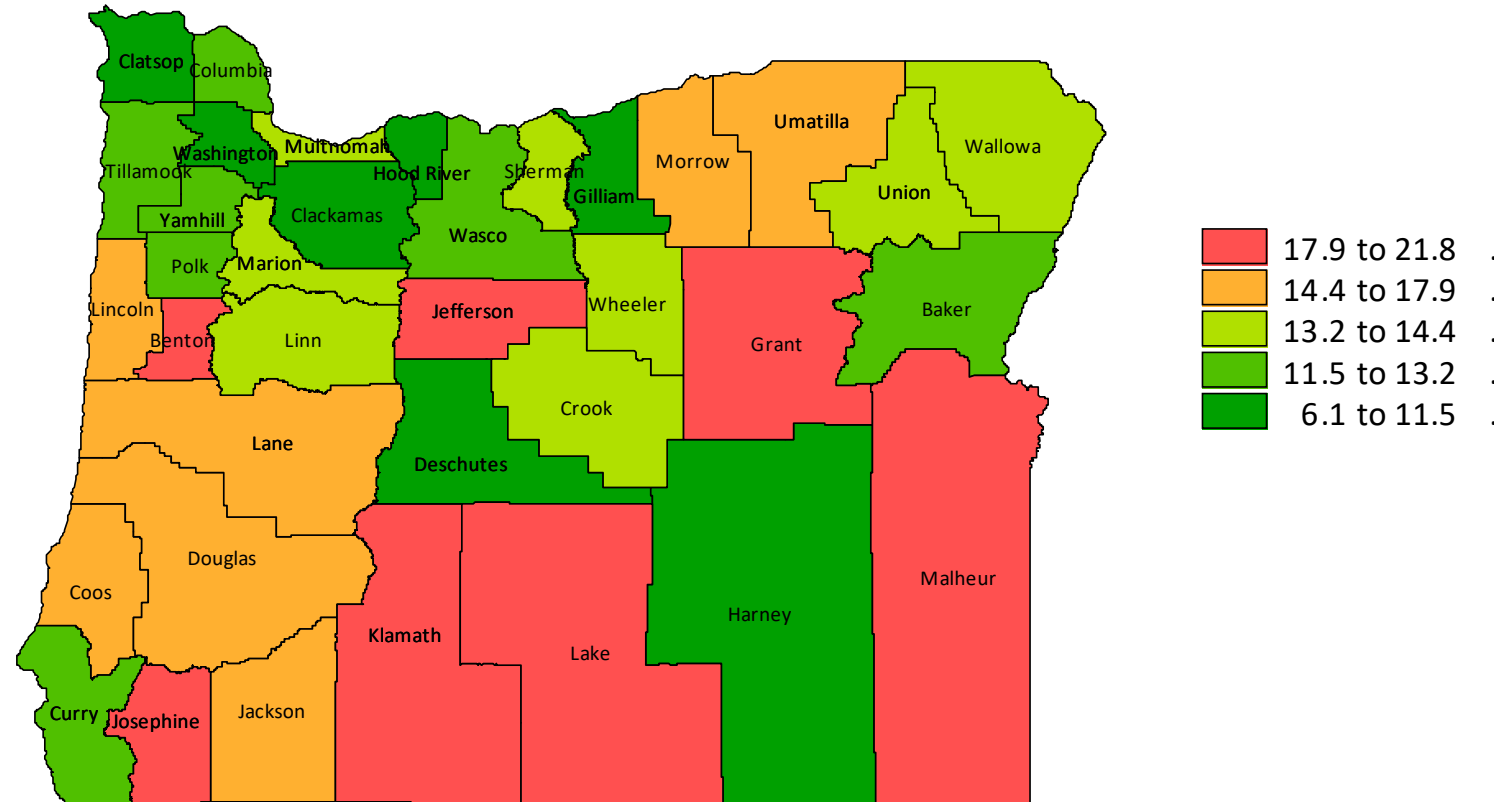 Clatsop
Columbia
Washington
Multnomah
Tillamook
Hood River
Sherman
Gilliam
Morrow
Umatilla
Wallowa
Union
Yamhill
Clackamas
Wasco
Polk
Marion
Lincoln
Benton
Linn
Jefferson
Wheeler
Grant
Baker
Lane
Deschutes
Crook
Douglas
Coos
Klamath
Lake
Harney
Malheur
Curry
Josephine
Jackson
17.9 to 21.8 .
14.4 to 17.9 .
13.2 to 14.4 .
11.5 to 13.2 .
6.1 to 11.5 .